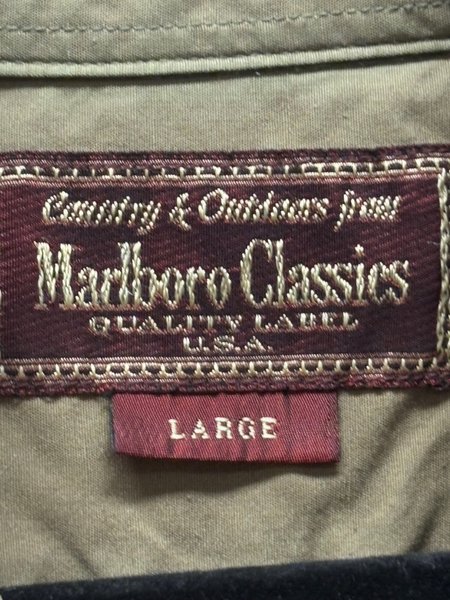 Country & Outdoors from
Marlboro Classics
QUALITY LABEL
U.S.A.
LARGE